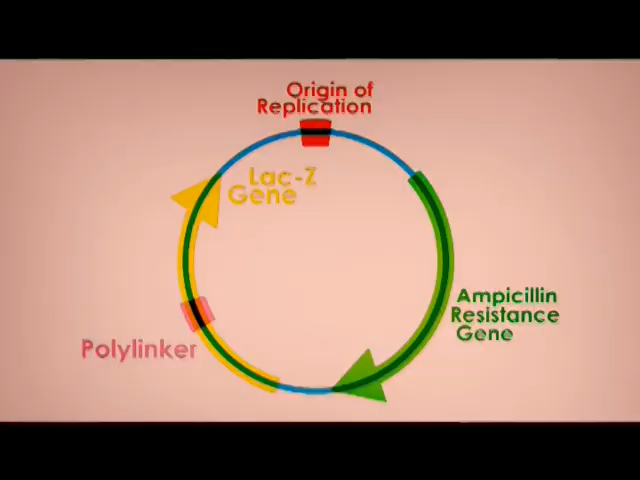 Origin of
Replication
Lac-Z
Gene
Ampicillin
Resistance
Gene
Polylinker